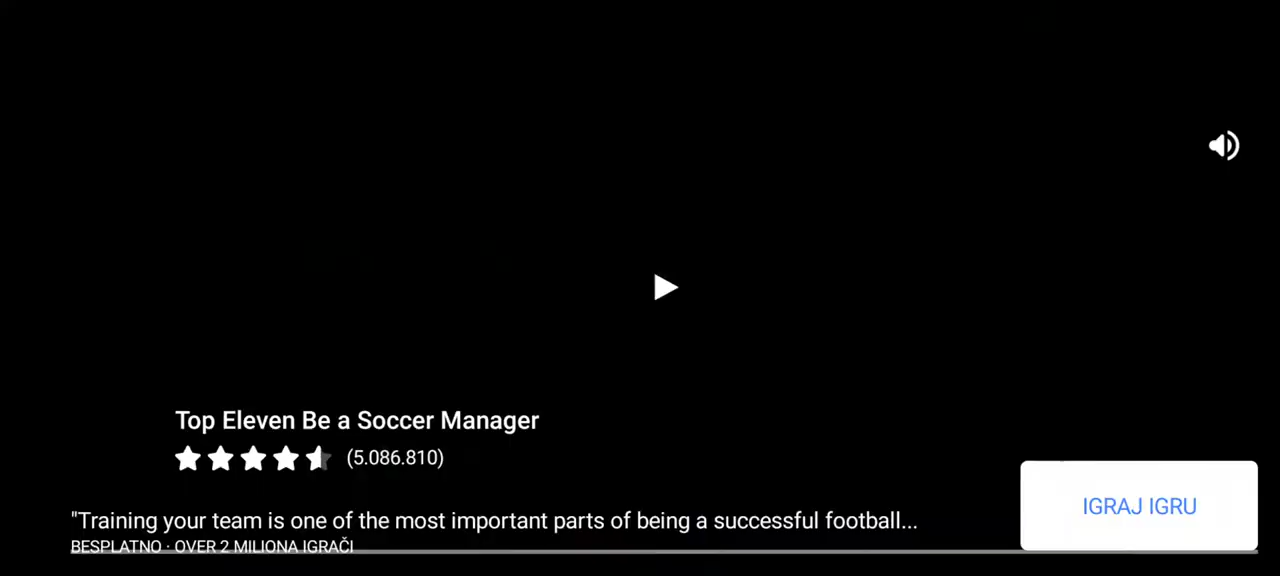 Top Eleven Be a Soccer Manager
(5.086.810)
"Training your team is one of the most important parts of being a successful football...
BESPLATNO · OVER 2 MILIONA IGRAČI
IGRAJ IGRU